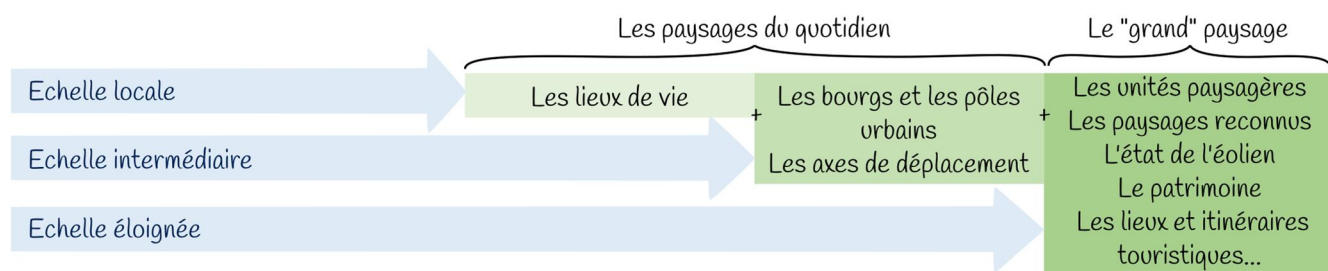 Les paysages du quotidien
Le "grand" paysage
Echelle locale
Les lieux de vie
+
Les bourgs et les pôles
urbains
Les axes de déplacement
+
Les unités paysagères
Les paysages reconnus
L'état de l'éolien
Le patrimoine
Les lieux et itinéraires
touristiques...
Echelle intermédiaire
Echelle éloignée